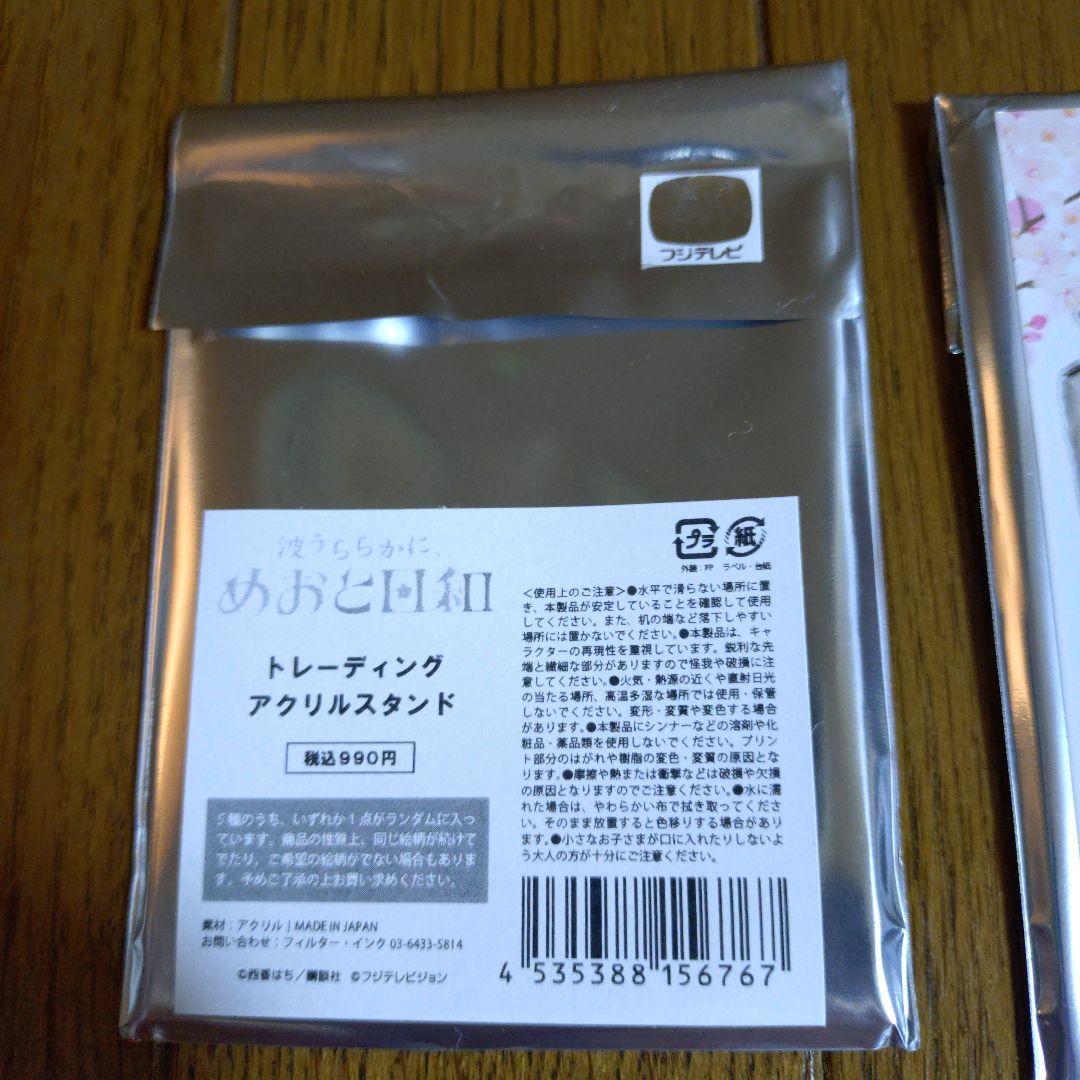 フジテレビ
波うららかに、
めおと日和
トレーディング
アクリルスタンド
税込990円
5種のうち、いずれか1点がランダムに入っ
ています。商品の性質上、同じ絵柄が続けて
でたり、ご希望の絵柄がでない場合もありま
す。予めご了承の上お買い求めください。
素材：アクリル | MADE IN JAPAN
お問い合わせ：フィルター・インク 03-6433-5814
©西香はち／講談社 ©フジテレビジョン
プラ
紙
外装：PP ラベル・台紙
＜使用上のご注意＞●水平で滑らない場所に置
き、本製品が安定していることを確認して使用
してください。また、机の端など落下しやすい
場所には置かないでください。●本製品は、キャ
ラクターの再現性を重視しています。鋭利な先
端と繊細な部分がありますので怪我や破損に注
意してください。●火気・熱源の近くや直射日光
の当たる場所、高温多湿な場所では使用・保管
しないでください。変形・変質や変色する場合
があります。●本製品にシンナーなどの溶剤や化
粧品・薬品類を使用しないでください。プリン
ト部分のはがれや樹脂の変色・変質の原因とな
ります。●摩擦や熱または衝撃などは破損や欠損
の原因となりますのでご注意ください。●水に濡
れた場合は、やわらかい布で拭き取ってくださ
い。そのまま放置すると色移りする場合があり
ます。●小さなお子さまが口に入れたりしないよ
う大人の方が十分にご注意ください。
4 535388 156767